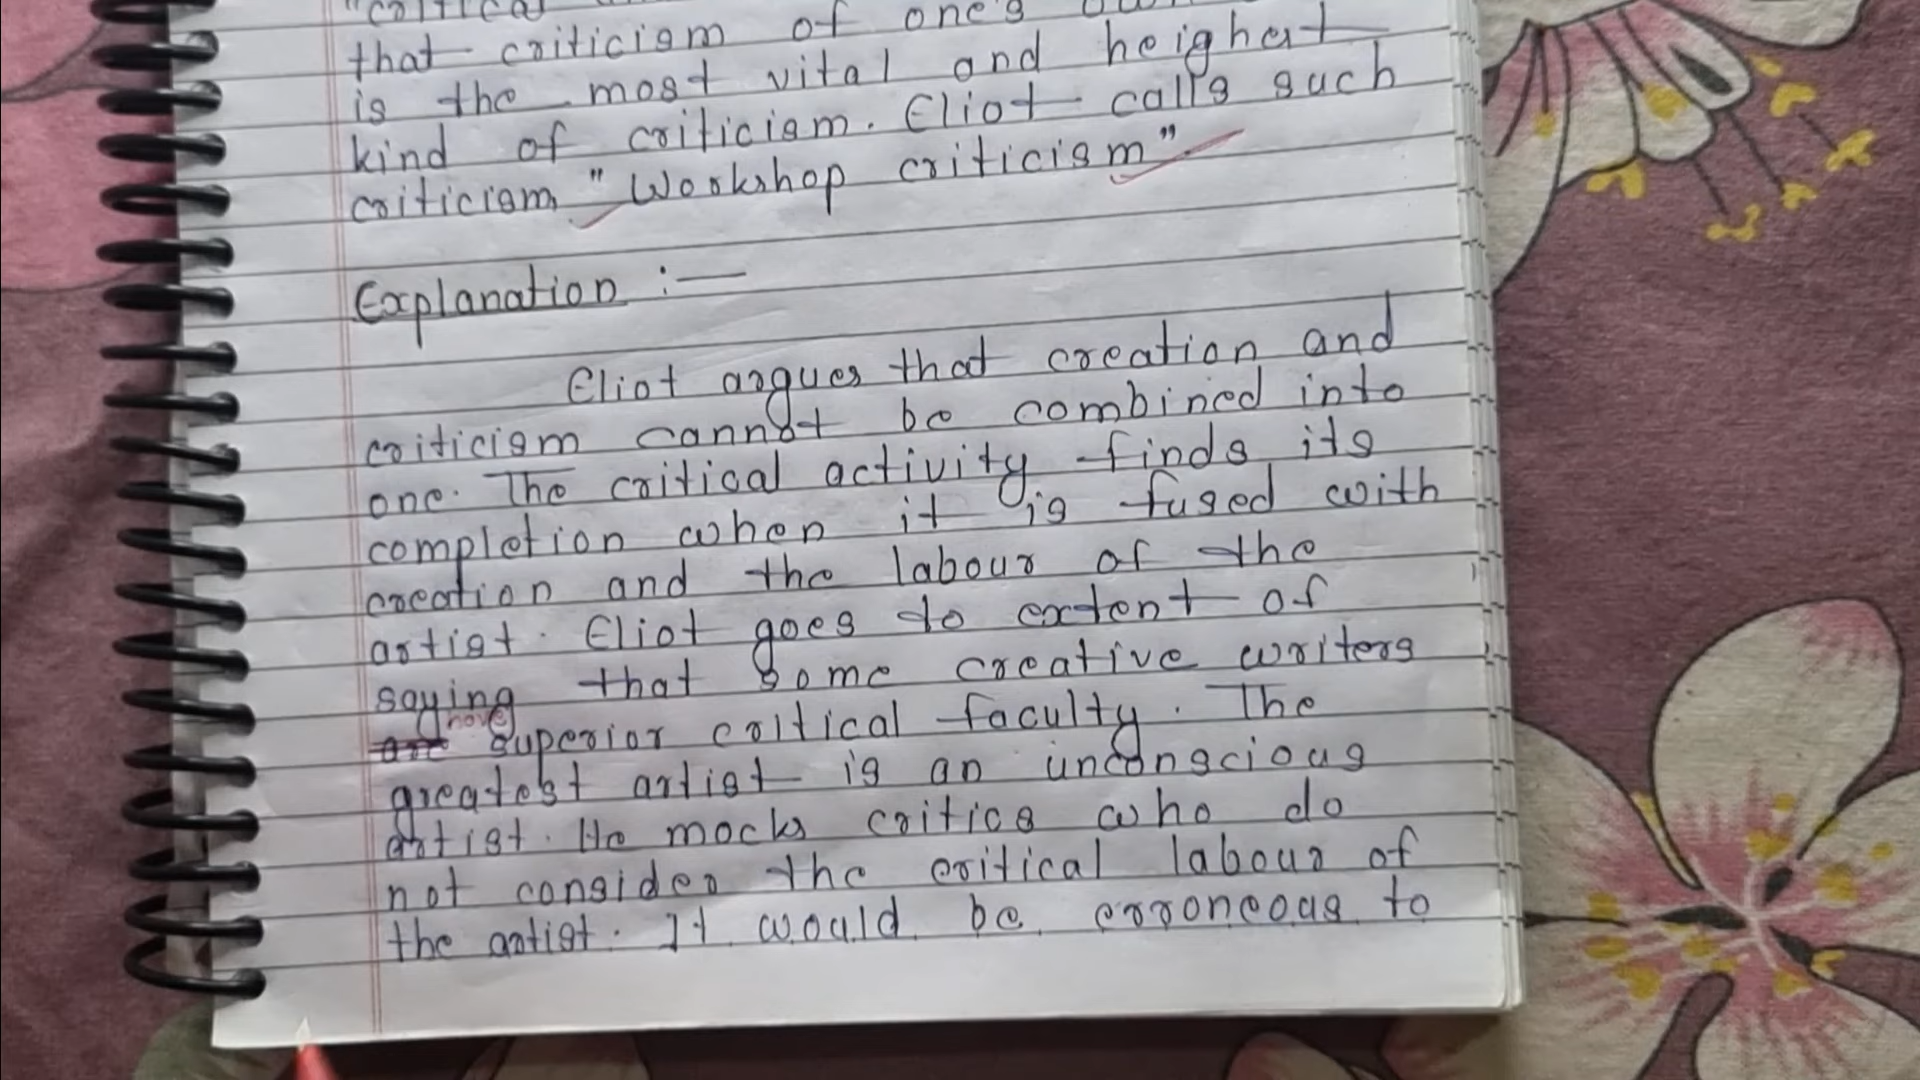 "critical
that criticism of one's own
is the most vital and heighest
kind of criticism. Eliot calls such
criticism "Workshop criticism"
Explanation :—
Eliot argues that creation and
criticism cannot be combined into
one. The critical activity finds its
completion when it is fused with
creation and the labour of the
artist. Eliot goes to extent of
saying that some creative writers
are have superior critical faculty. The
greatest artist is an unconscious
artist. He mocks critics who do
not consider the critical labour of
the artist. It would be erroneous to